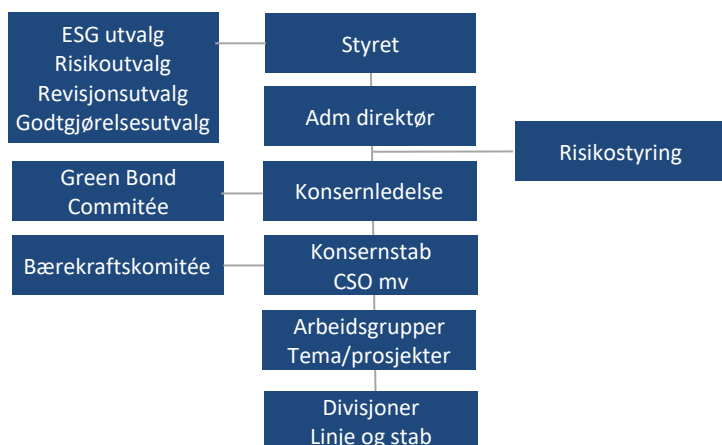 ESG utvalg
Risikoutvalg
Revisjonsutvalg
Godtgjørelsesutvalg
Styret
Adm direktør
Risikostyring
Green Bond
Commitée
Konsernledelse
Bærekraftskomitée
Konsernstab
CSO mv
Arbeidsgrupper
Tema/prosjekter
Divisjoner
Linje og stab